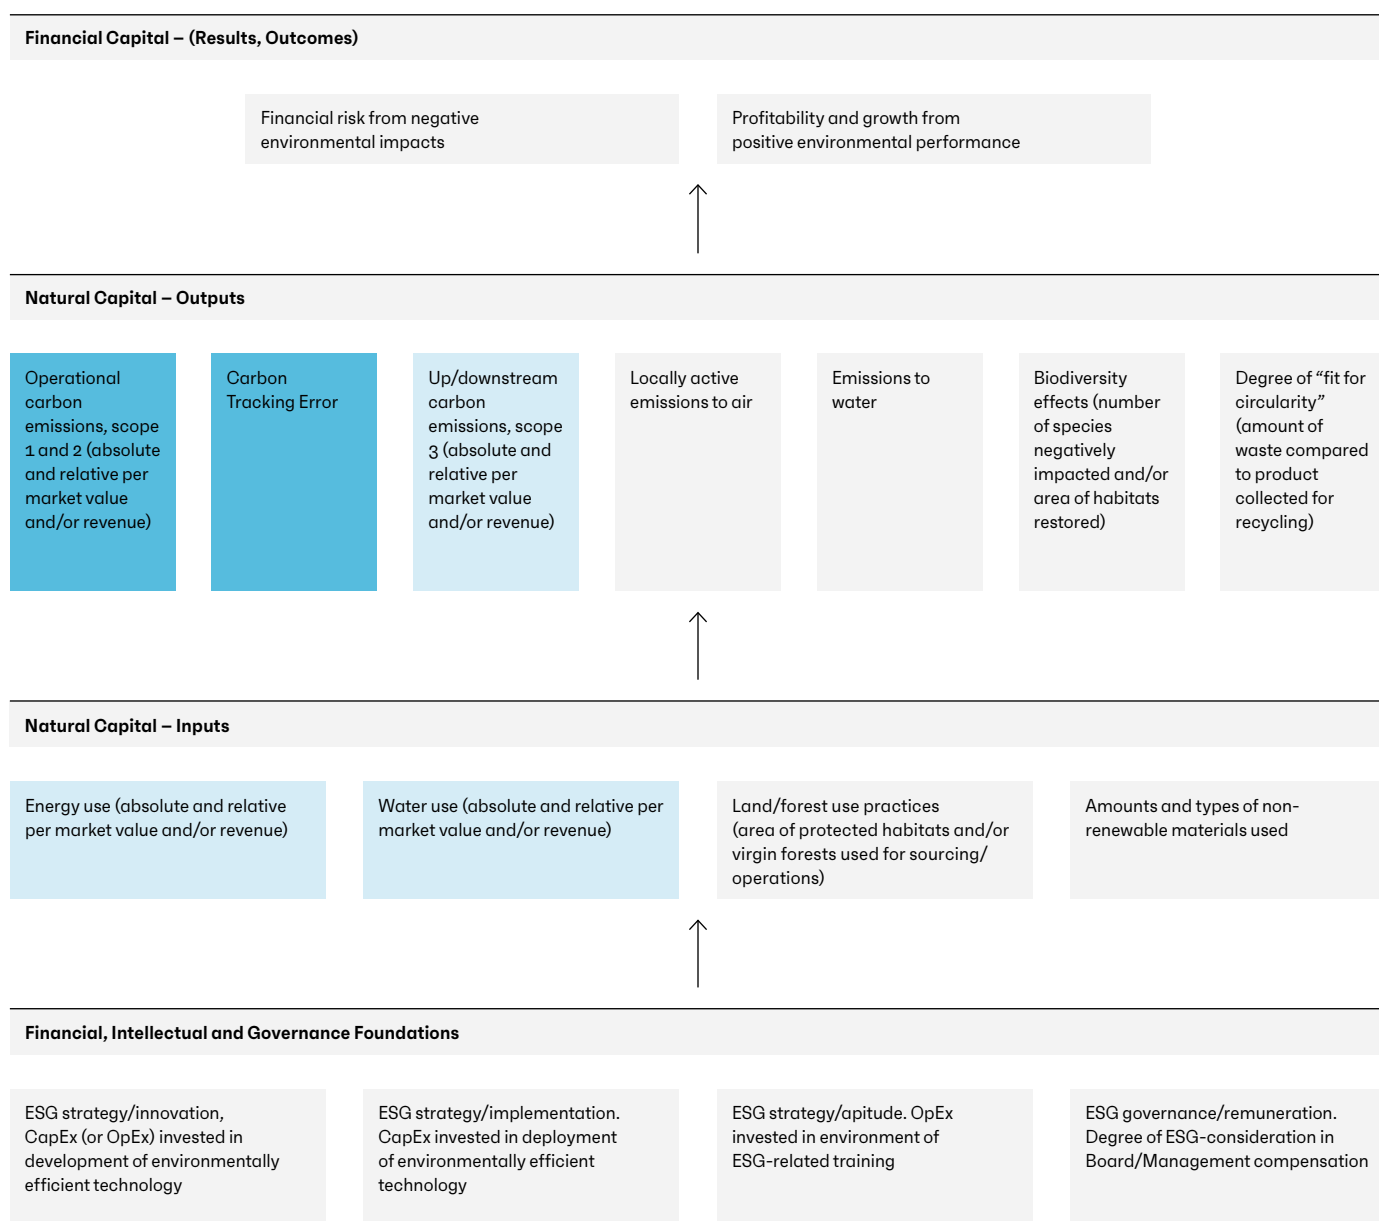 Financial Capital – (Results, Outcomes)
Financial risk from negative
environmental impacts
Profitability and growth from
positive environmental performance
Natural Capital – Outputs
Operational
carbon
emissions, scope
1 and 2 (absolute
and relative per
market value
and/or revenue)
Carbon
Tracking Error
Up/downstream
carbon
emissions, scope
3 (absolute and
relative per
market value
and/or revenue)
Locally active
emissions to air
Emissions to
water
Biodiversity
effects (number
of species
negatively
impacted and/or
area of habitats
restored)
Degree of “fit for
circularity”
(amount of
waste compared
to product
collected for
recycling)
Natural Capital – Inputs
Energy use (absolute and relative
per market value and/or revenue)
Water use (absolute and relative per
market value and/or revenue)
Land/forest use practices
(area of protected habitats and/or
virgin forests used for sourcing/
operations)
Amounts and types of non-
renewable materials used
Financial, Intellectual and Governance Foundations
ESG strategy/innovation,
CapEx (or OpEx) invested in
development of environmentally
efficient technology
ESG strategy/implementation.
CapEx invested in deployment
of environmentally efficient
technology
ESG strategy/apitude. OpEx
invested in environment of
ESG-related training
ESG governance/remuneration.
Degree of ESG-consideration in
Board/Management compensation